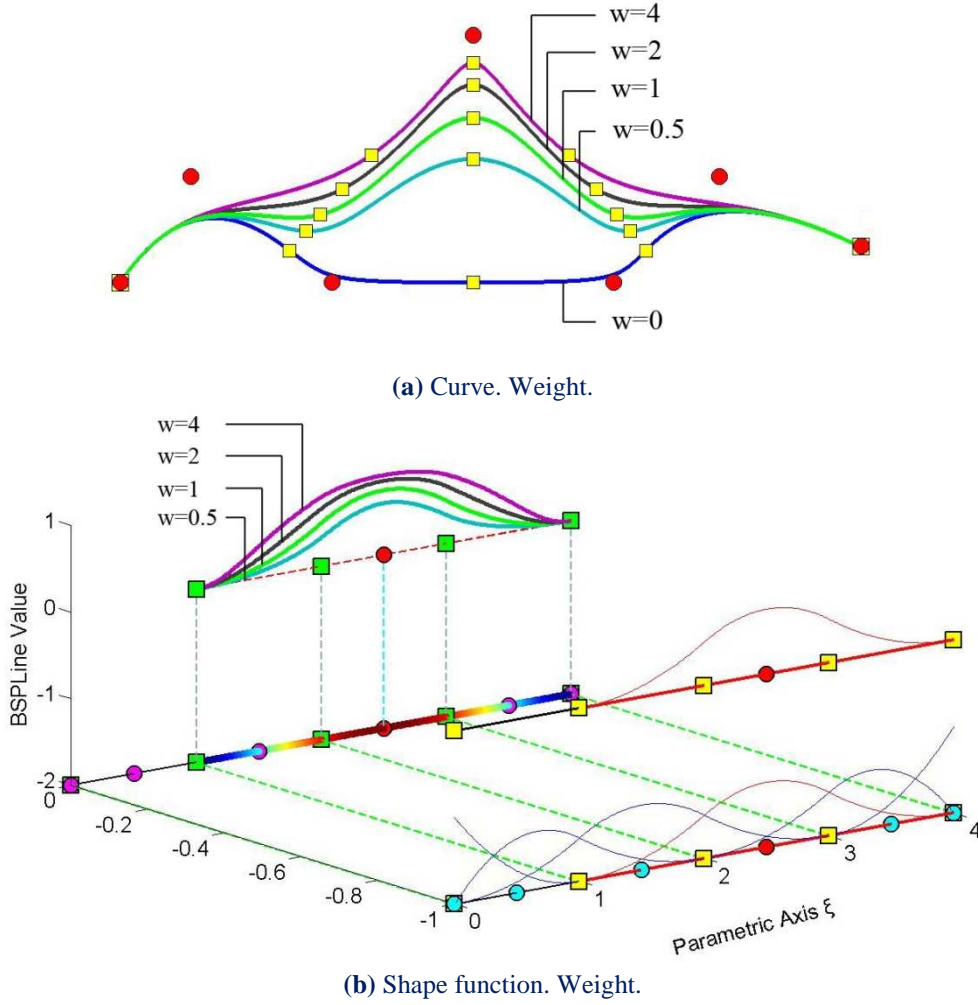 w=4
w=2
w=1
w=0.5
w=0
(a) Curve. Weight.
w=4
w=2
w=1
w=0.5
1
0
-1
-2
BSPLine Value
0
-0.2
-0.4
-0.6
-0.8
-1
0
1
2
3
4
Parametric Axis ξ
(b) Shape function. Weight.